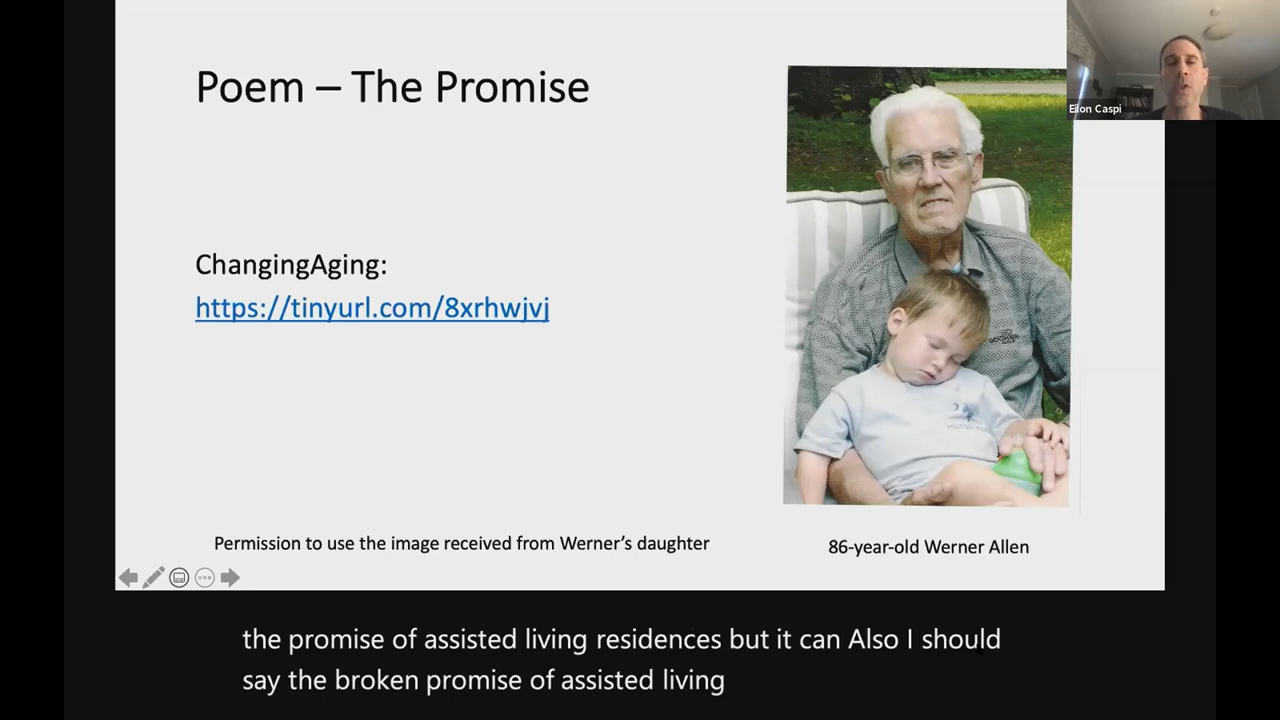 Poem – The Promise
Eilon Caspi
ChangingAging:
https://tinyurl.com/8xrhwjvj
Permission to use the image received from Werner's daughter
86-year-old Werner Allen
the promise of assisted living residences but it can Also I should
say the broken promise of assisted living